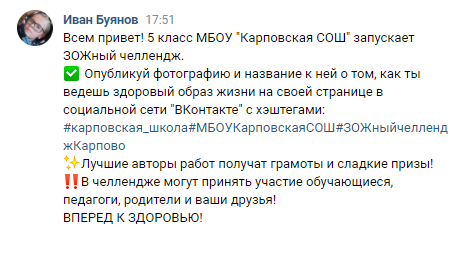 Иван Буянов 17:51
Всем привет! 5 класс МБОУ "Карповская СОШ" запускает
ЗОЖный челлендж.
✅ Опубликуй фотографию и название к ней о том, как ты
ведешь здоровый образ жизни на своей странице в
социальной сети "ВКонтакте" с хэштегами:
#карповская_школа#МБОУКарповскаяСОШ#ЗОЖныйчелленд
жКарпово
✨Лучшие авторы работ получат грамоты и сладкие призы!
‼В челлендже могут принять участие обучающиеся,
педагоги, родители и ваши друзья!
ВПЕРЕД К ЗДОРОВЬЮ!